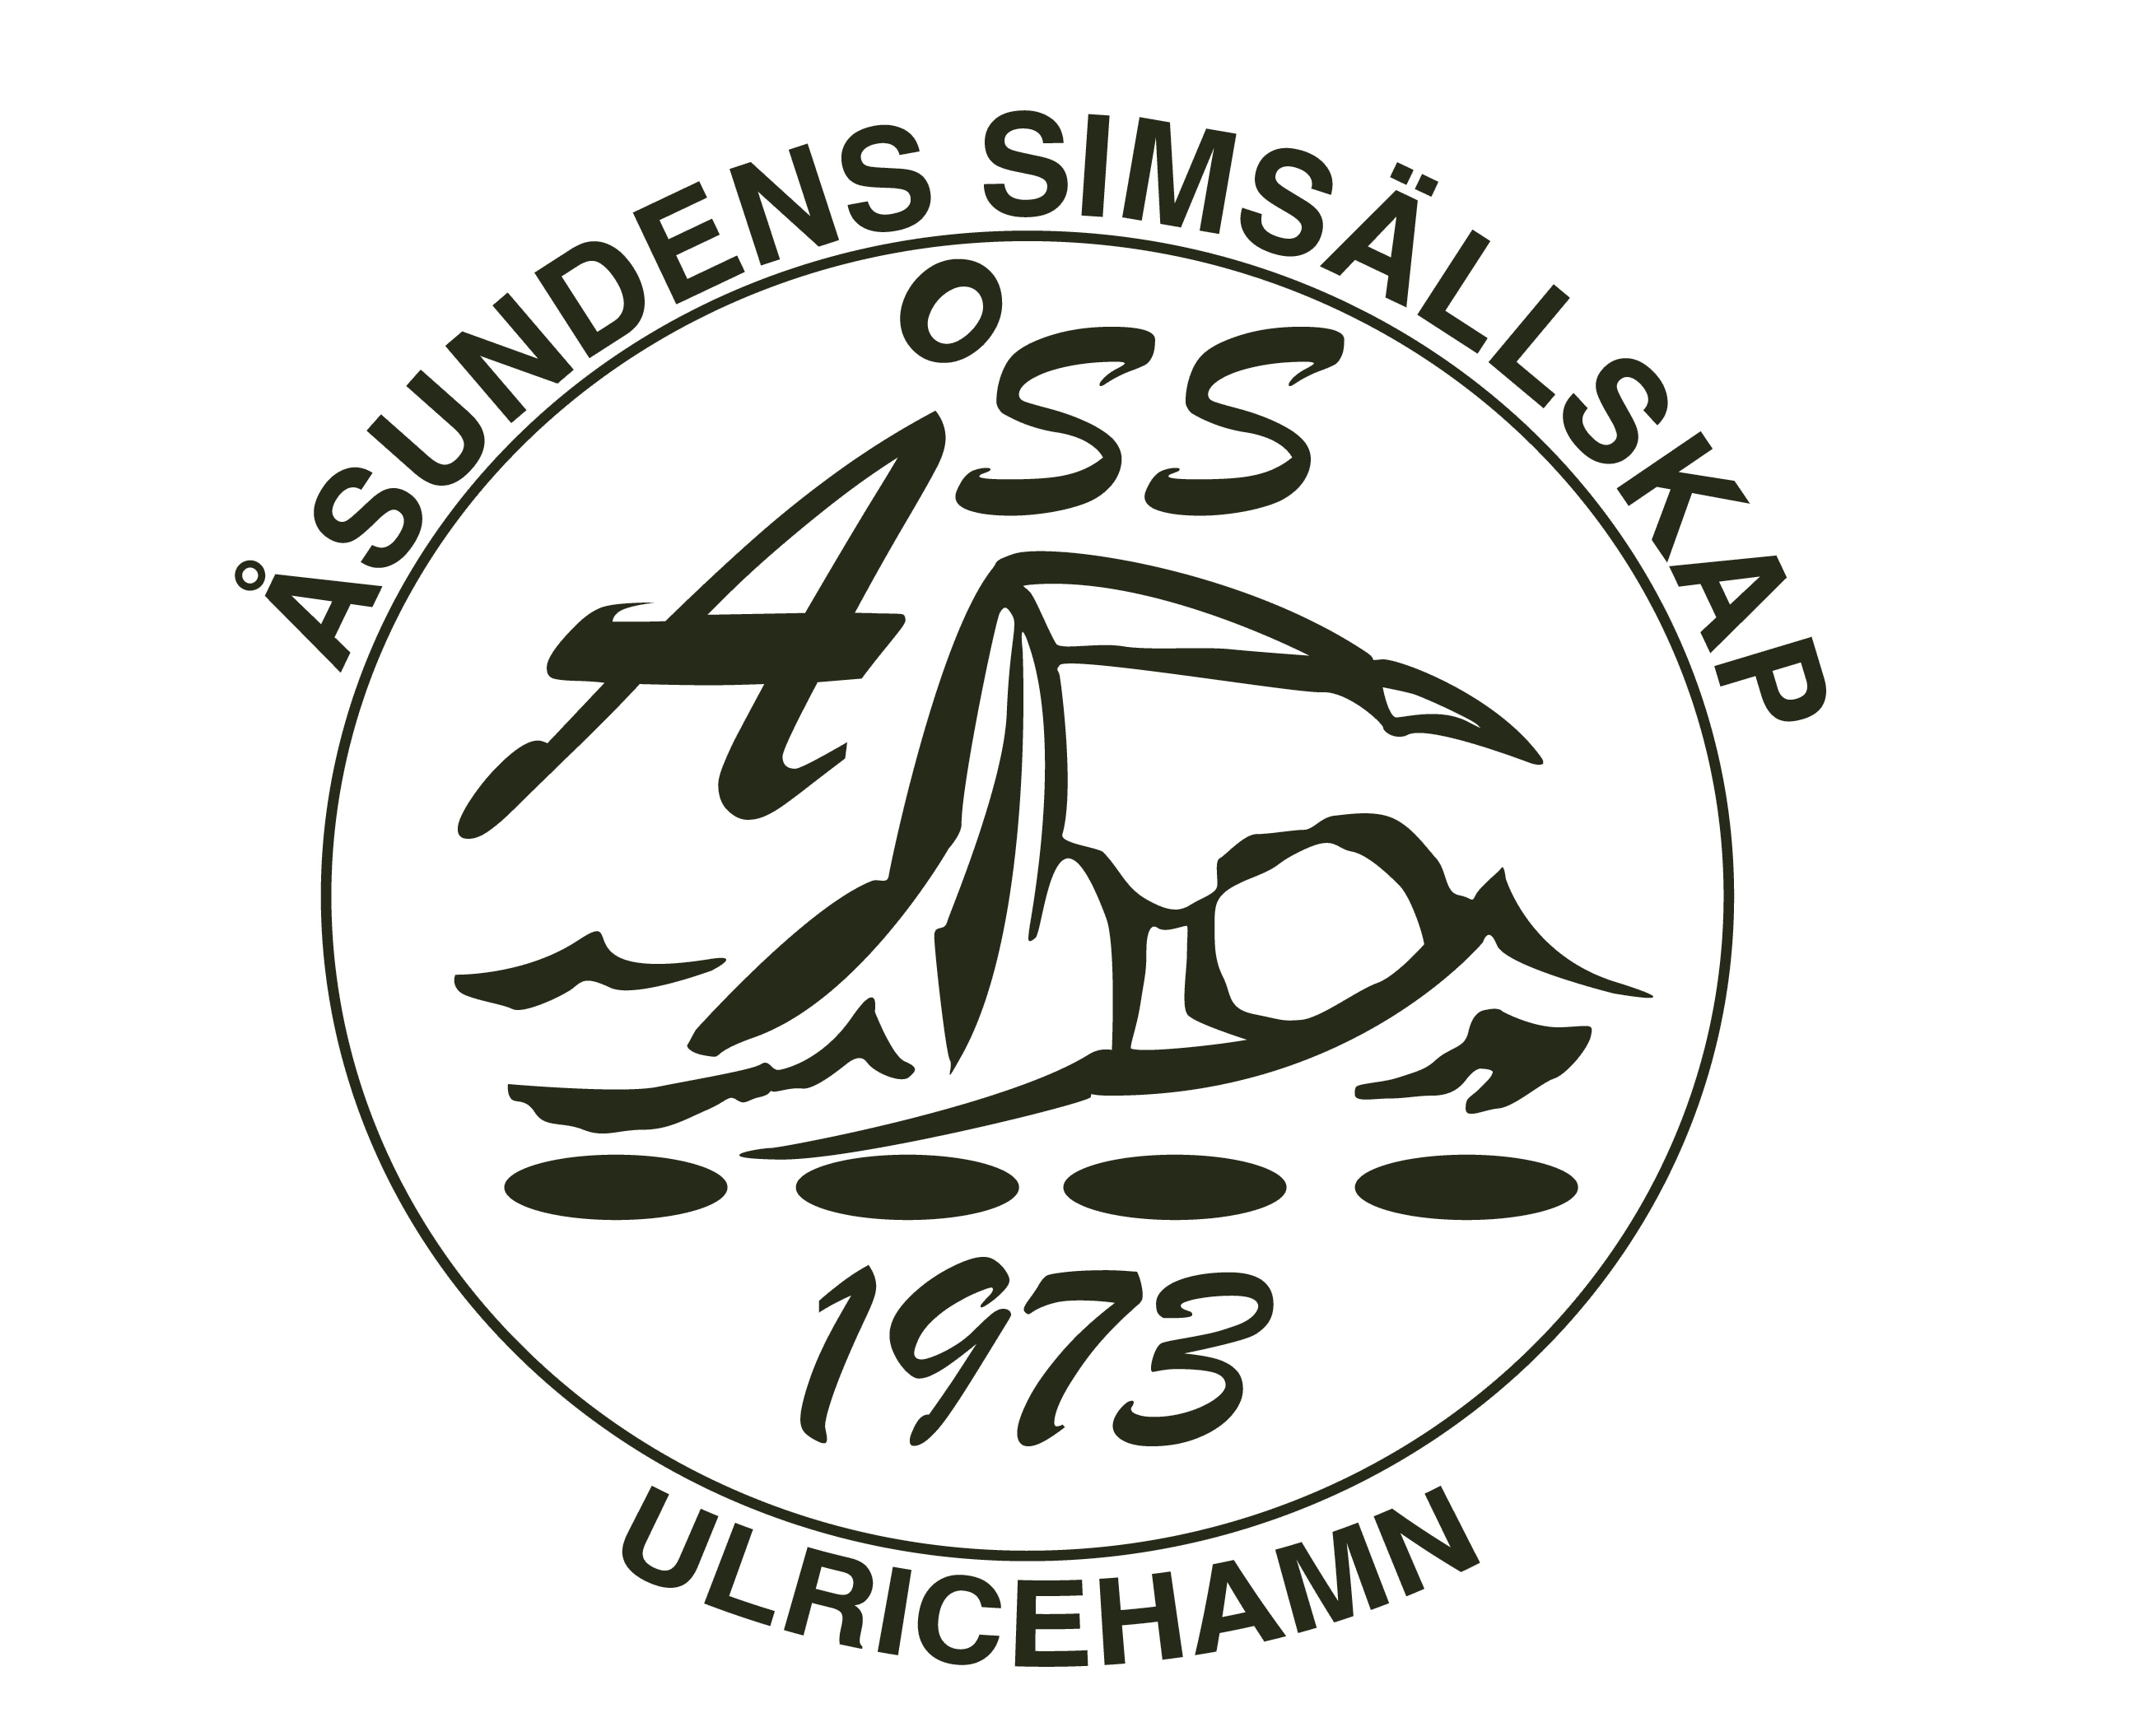 ÅSUNDENS SIMSÄLLSKAP
ÅSS
1973
ULRICEHAMN